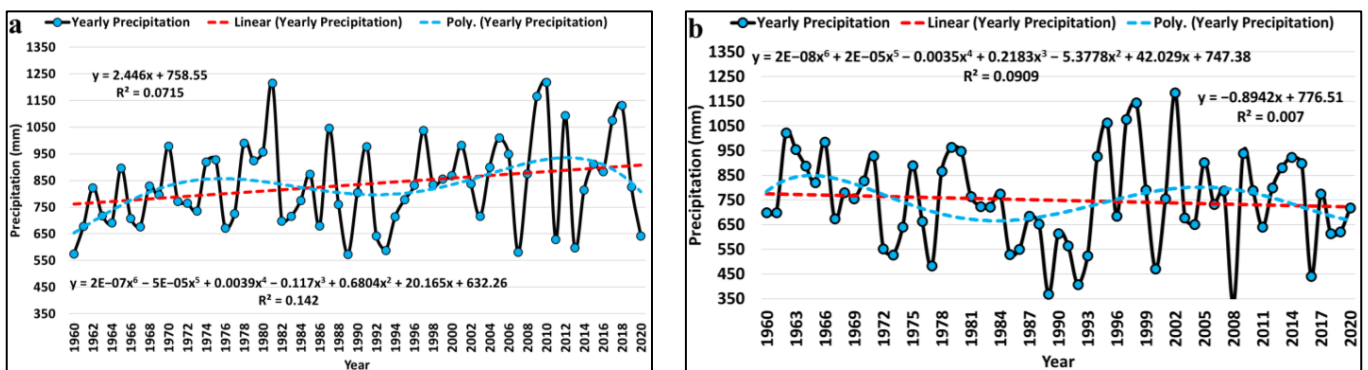 a
Yearly Precipitation Linear (Yearly Precipitation) Poly. (Yearly Precipitation)
1350
1250
1150
1050
950
850
750
650
550
450
350
Precipitation (mm)
y = 2.446x + 758.55
R² = 0.0715
y = 2E−07x⁶ − 5E−05x⁵ + 0.0039x⁴ − 0.117x³ + 0.6804x² + 20.165x + 632.26
R² = 0.142
1960 1962 1964 1966 1968 1970 1972 1974 1976 1978 1980 1982 1984 1986 1988 1990 1992 1994 1996 1998 2000 2002 2004 2006 2008 2010 2012 2014 2016 2018 2020
Year
b
Yearly Precipitation Linear (Yearly Precipitation) Poly. (Yearly Precipitation)
1350
1250
1150
1050
950
850
750
650
550
450
350
Precipitation (mm)
y = 2E−08x⁶ + 2E−05x⁵ − 0.0035x⁴ + 0.2183x³ − 5.3778x² + 42.029x + 747.38
R² = 0.0909
y = −0.8942x + 776.51
R² = 0.007
1960 1963 1966 1969 1972 1975 1978 1981 1984 1987 1990 1993 1996 1999 2002 2005 2008 2011 2014 2017 2020
Year